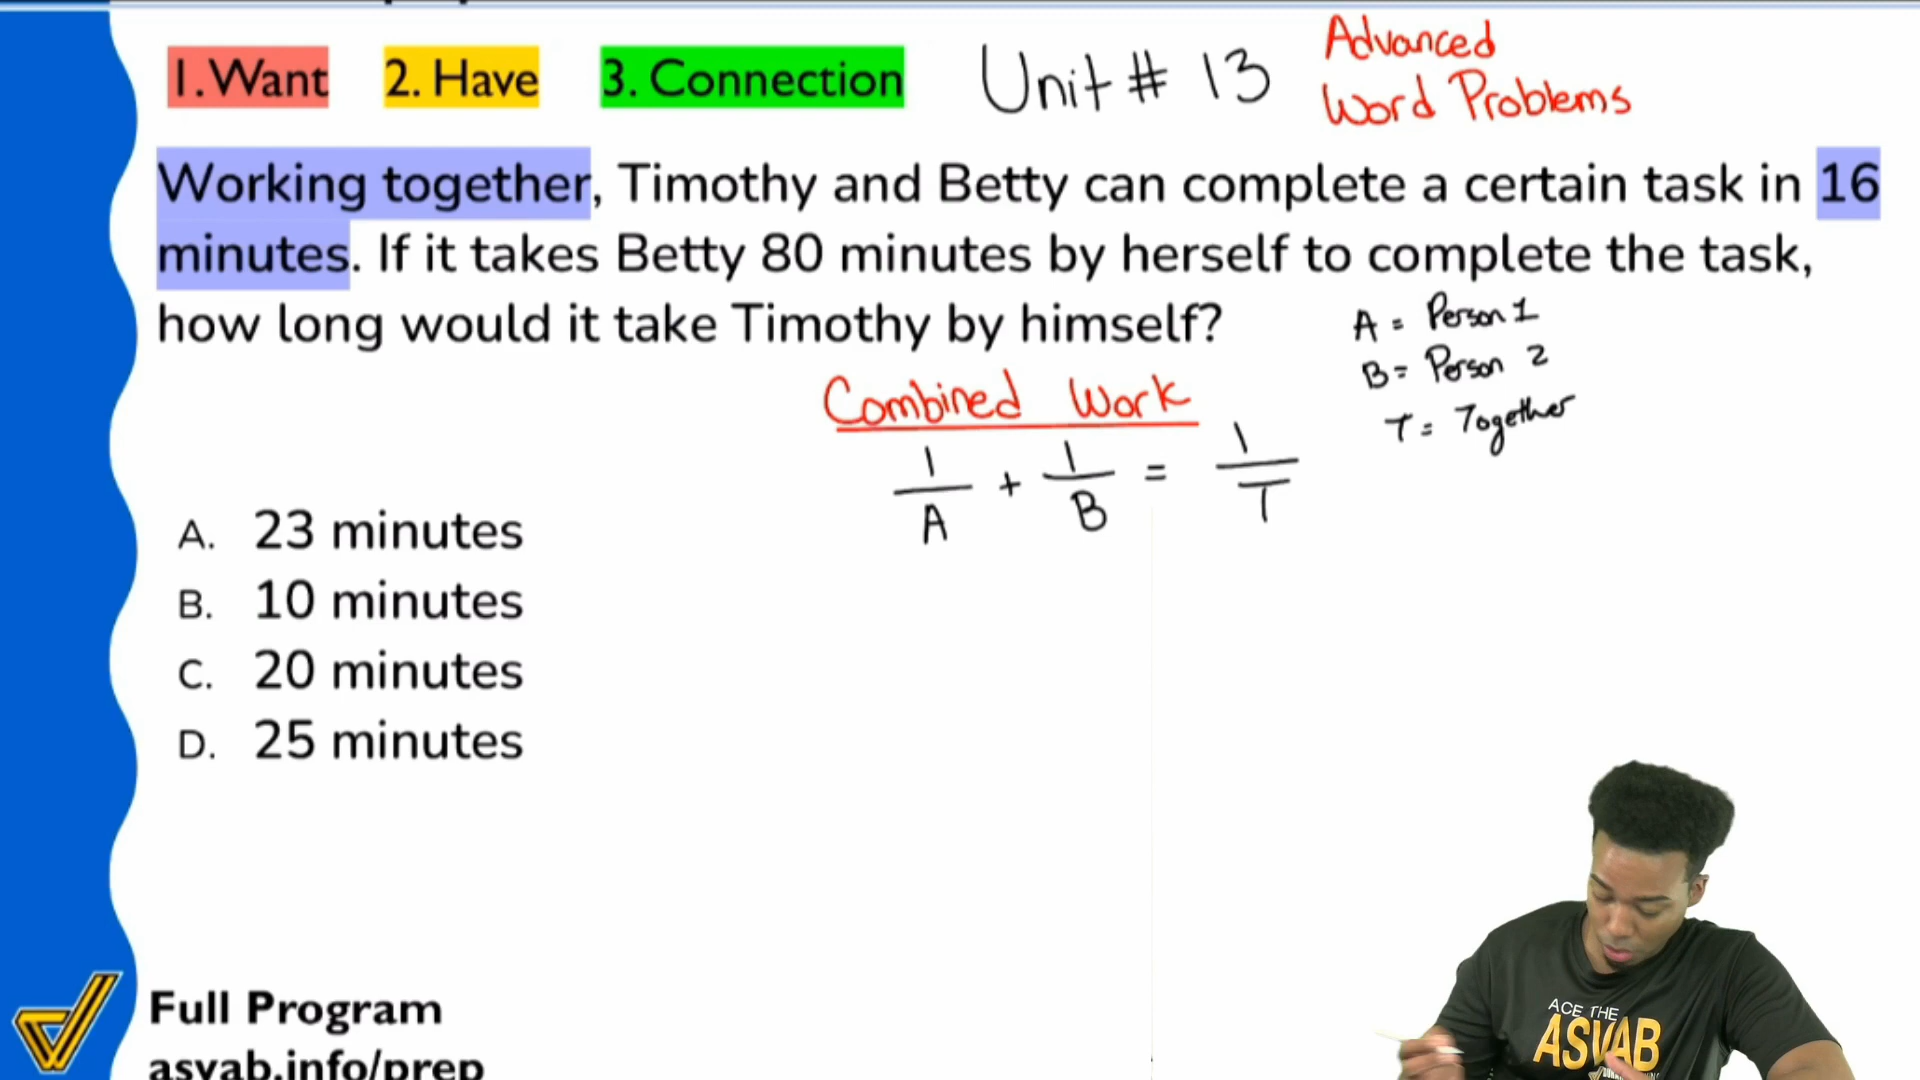 1. Want 2. Have 3. Connection Unit # 13 Advanced
Word Problems
Working together, Timothy and Betty can complete a certain task in 16
minutes. If it takes Betty 80 minutes by herself to complete the task,
how long would it take Timothy by himself?
A = Person 1
B = Person 2
T = Together
Combined Work
1/A + 1/B = 1/T
A. 23 minutes
B. 10 minutes
C. 20 minutes
D. 25 minutes
Full Program
asvab.info/prep
ACE THE
ASVAB